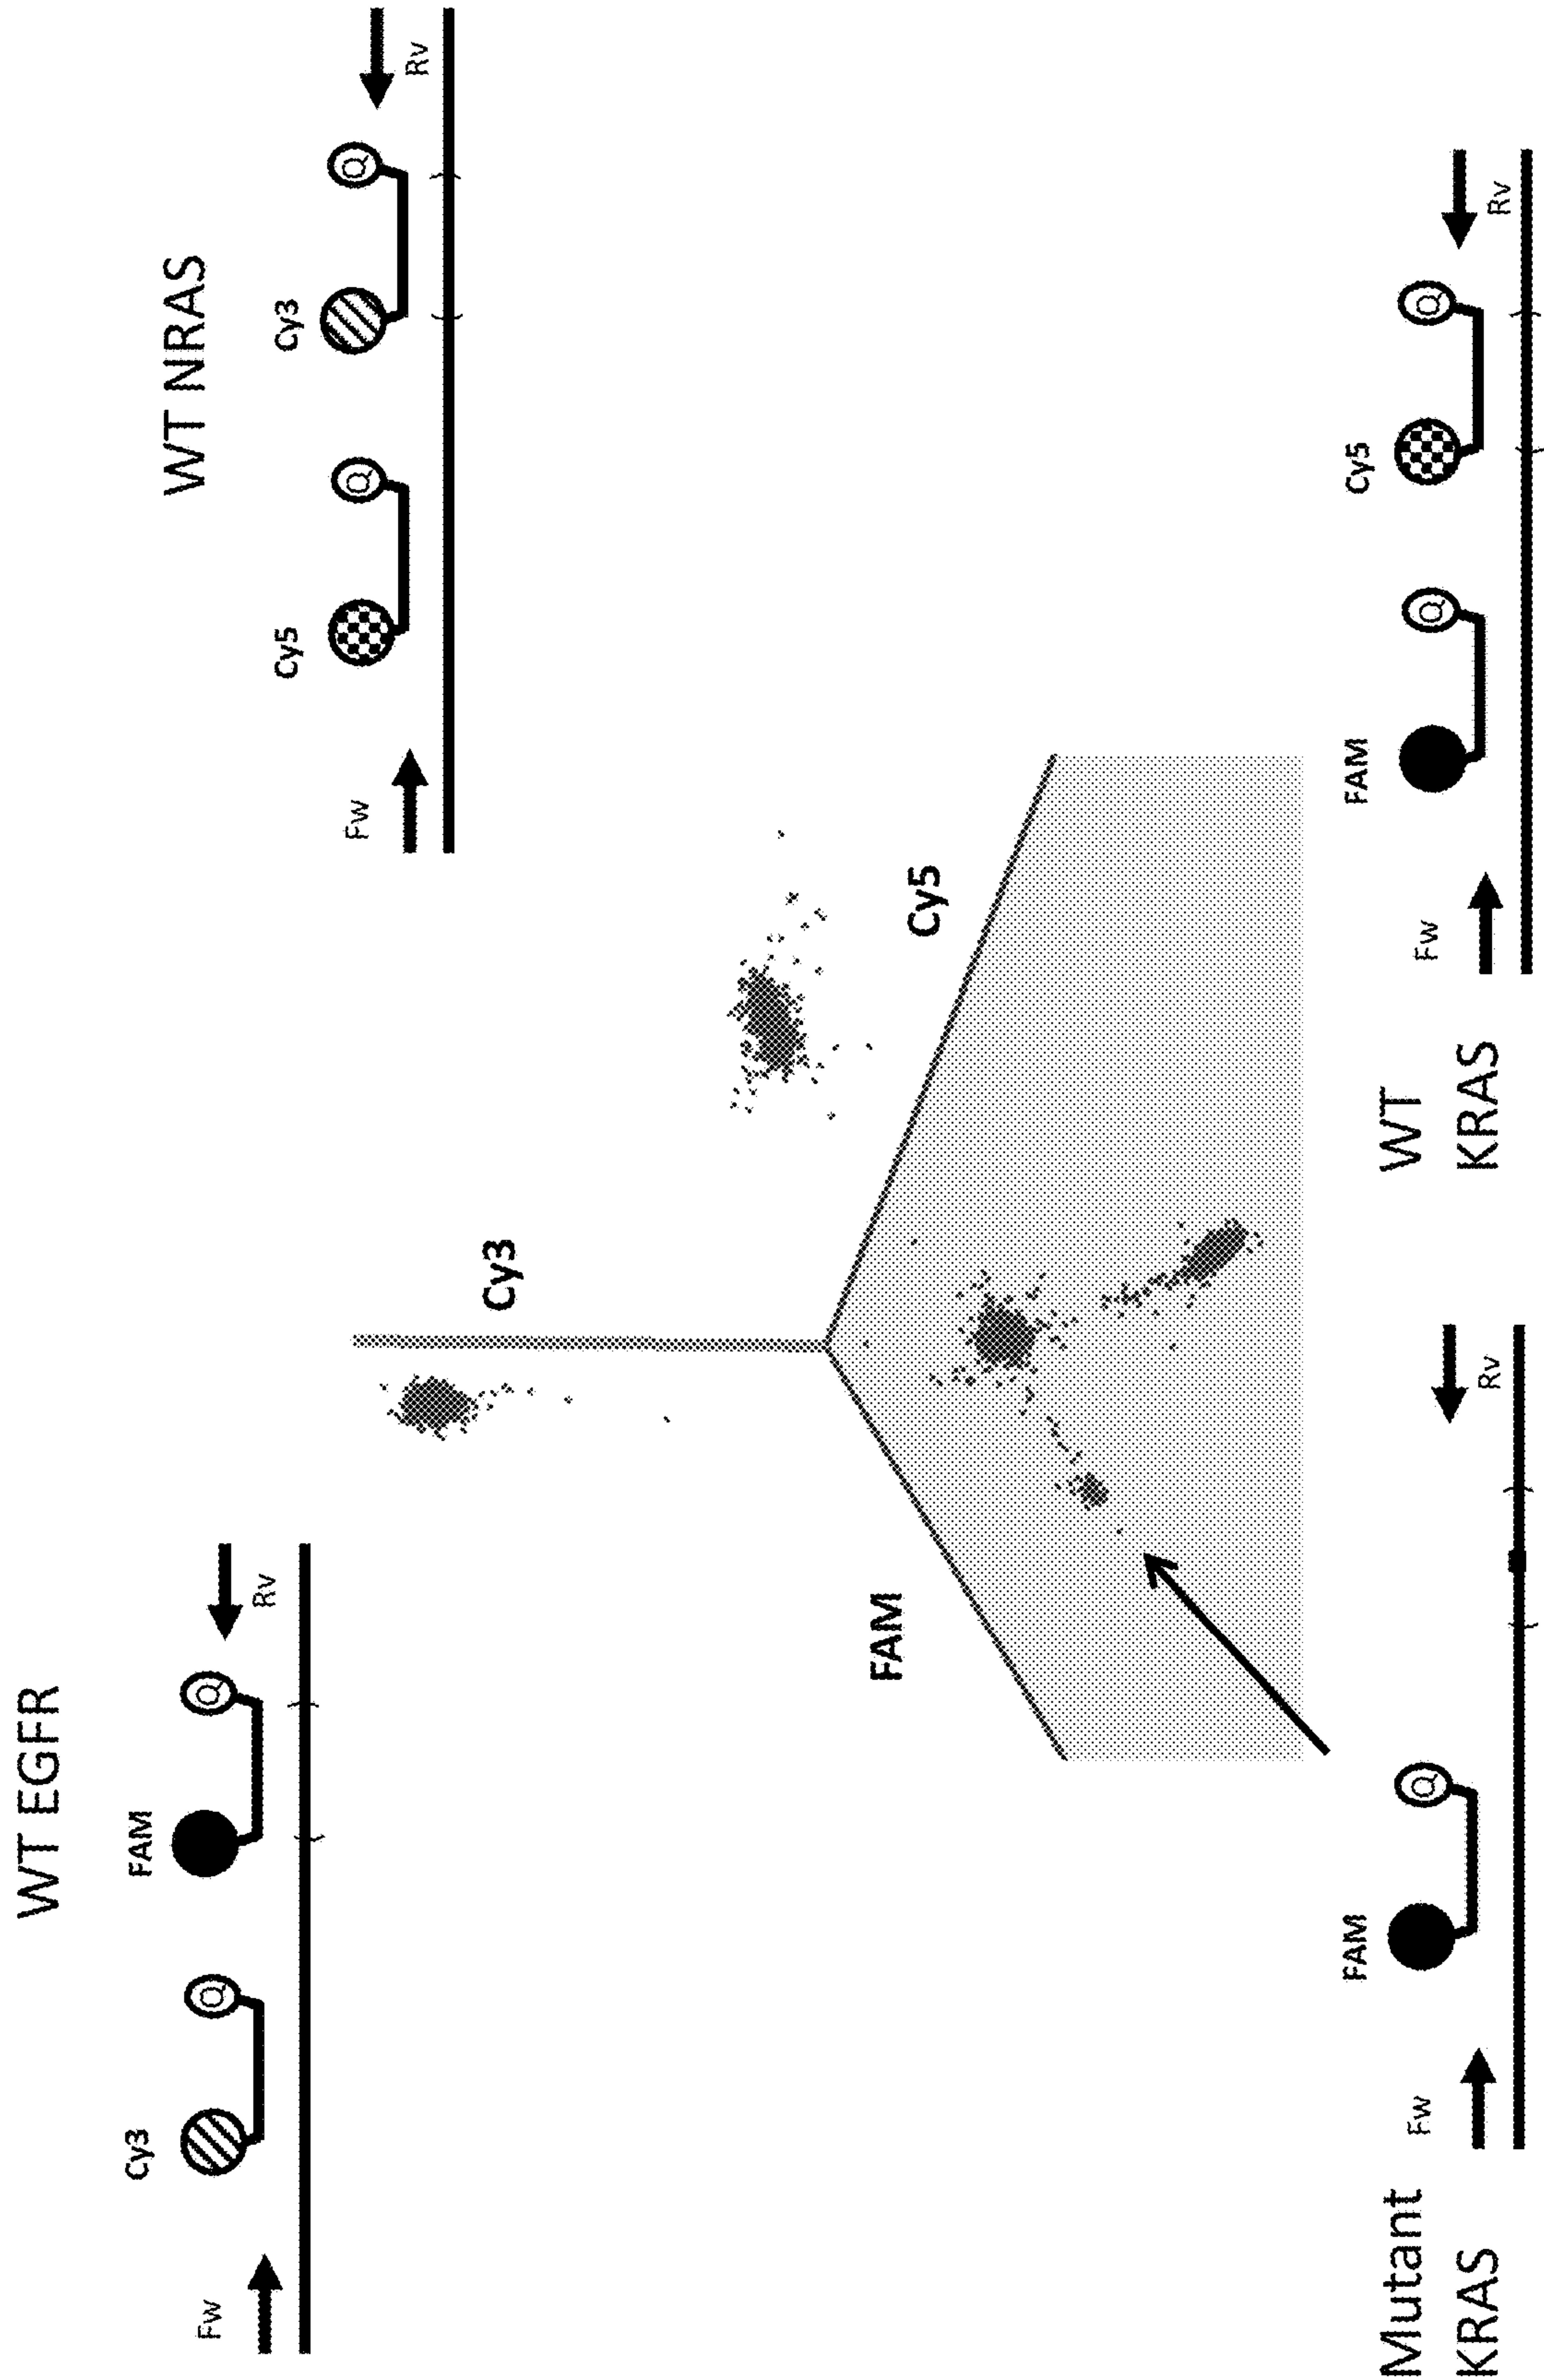 WT EGFR
Cy3
FAM
Q
Q
Fw
Rv
WT NRAS
Cy5
Cy3
Q
Q
Fw
Rv
Cy3
FAM
Cy5
Mutant
KRAS
FAM
Q
Fw
Rv
WT
KRAS
FAM
Cy5
Q
Q
Fw
Rv